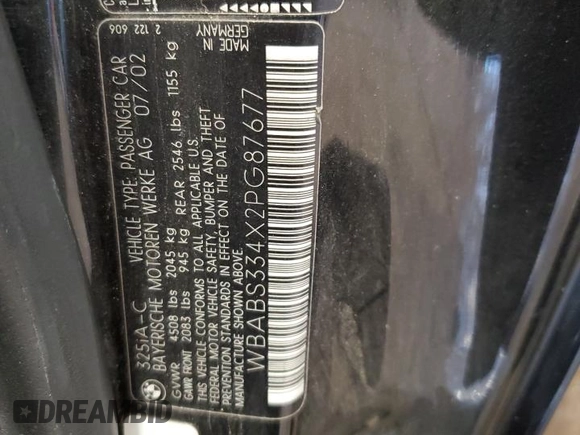 325iA-C VEHICLE TYPE: PASSENGER CAR
BAYERISCHE MOTOREN WERKE AG 07/02
GVWR 4508 lbs 2045 kg
GAWR FRONT 2083 lbs 945 kg REAR 2546 lbs 1155 kg
THIS VEHICLE CONFORMS TO ALL APPLICABLE U.S.
FEDERAL MOTOR VEHICLE SAFETY, BUMPER AND THEFT
PREVENTION STANDARDS IN EFFECT ON THE DATE OF
MANUFACTURE SHOWN ABOVE
WBABS334X2PG87677
2 122 606
MADE IN
GERMANY
DREAMBID